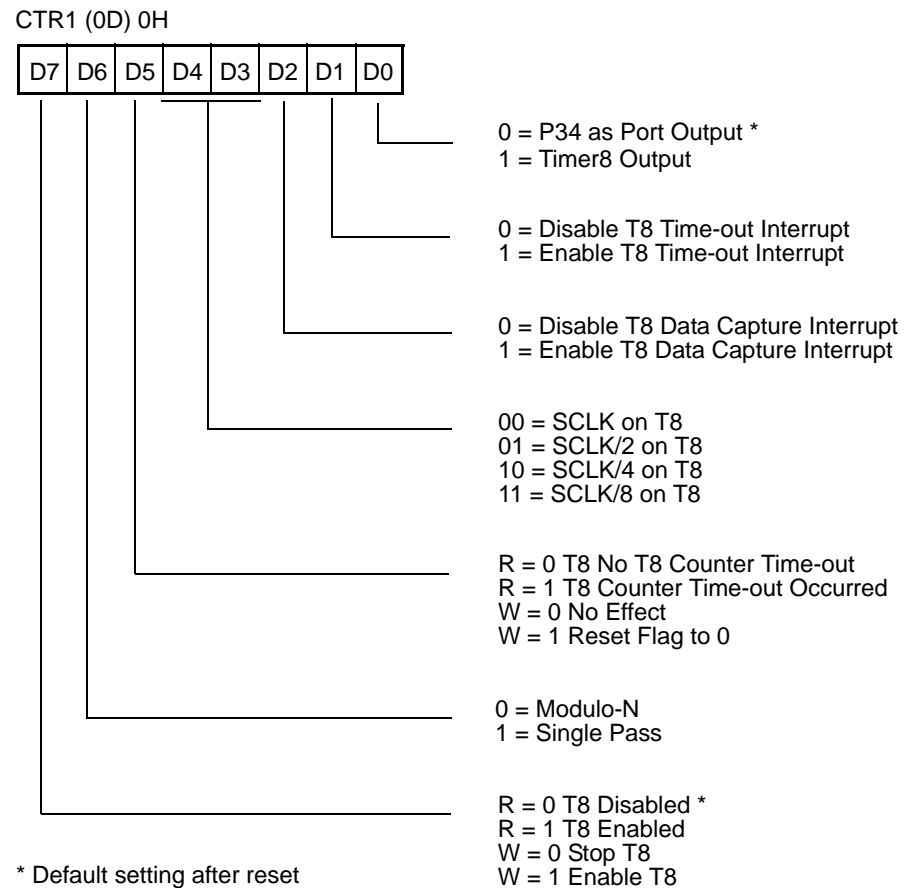 CTR1 (0D) 0H
D7 D6 D5 D4 D3 D2 D1 D0
0 = P34 as Port Output *
1 = Timer8 Output
0 = Disable T8 Time-out Interrupt
1 = Enable T8 Time-out Interrupt
0 = Disable T8 Data Capture Interrupt
1 = Enable T8 Data Capture Interrupt
00 = SCLK on T8
01 = SCLK/2 on T8
10 = SCLK/4 on T8
11 = SCLK/8 on T8
R = 0 T8 No T8 Counter Time-out
R = 1 T8 Counter Time-out Occurred
W = 0 No Effect
W = 1 Reset Flag to 0
0 = Modulo-N
1 = Single Pass
R = 0 T8 Disabled *
R = 1 T8 Enabled
W = 0 Stop T8
W = 1 Enable T8
* Default setting after reset